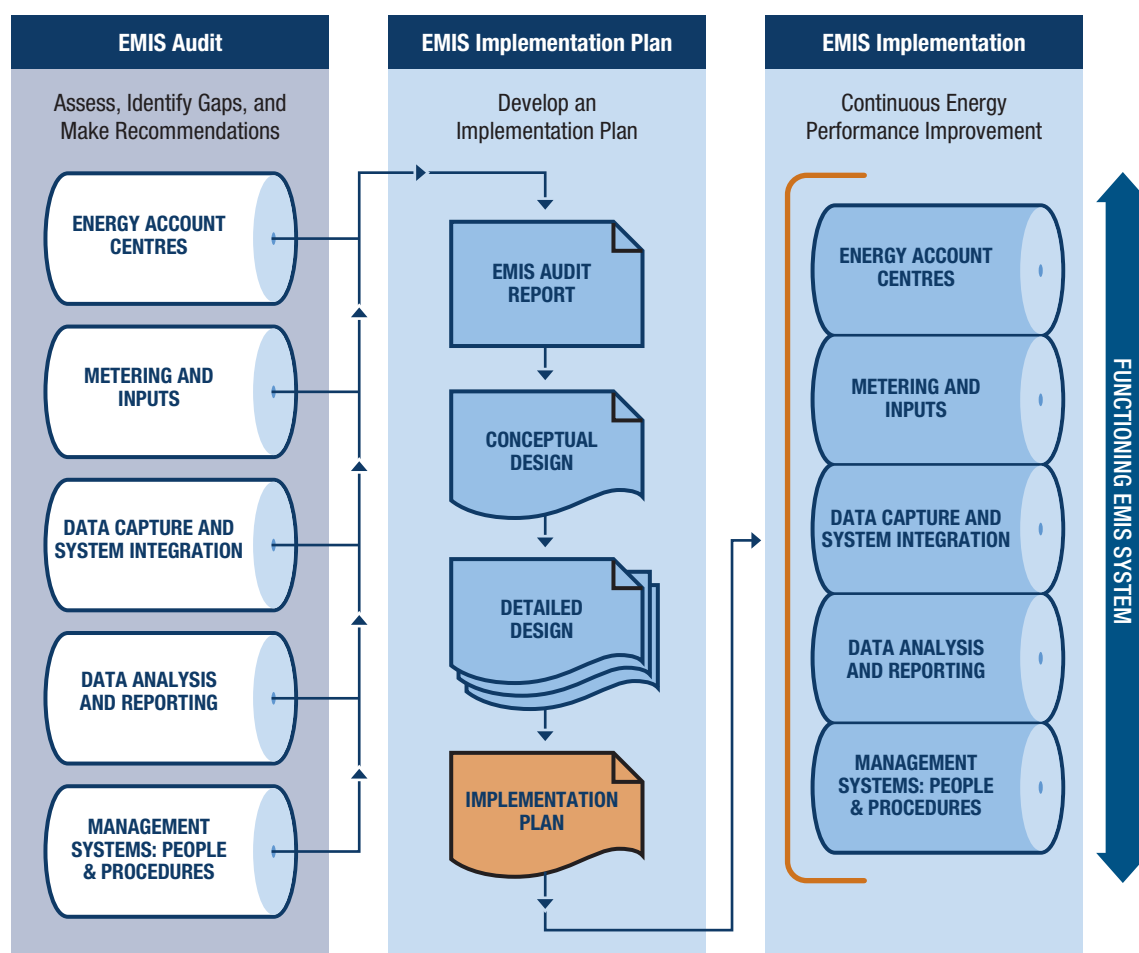 EMIS Audit
Assess, Identify Gaps, and
Make Recommendations
ENERGY ACCOUNT
CENTRES
METERING AND
INPUTS
DATA CAPTURE AND
SYSTEM INTEGRATION
DATA ANALYSIS
AND REPORTING
MANAGEMENT
SYSTEMS: PEOPLE
& PROCEDURES
EMIS Implementation Plan
Develop an
Implementation Plan
EMIS AUDIT
REPORT
CONCEPTUAL
DESIGN
DETAILED
DESIGN
IMPLEMENTATION
PLAN
EMIS Implementation
Continuous Energy
Performance Improvement
ENERGY ACCOUNT
CENTRES
METERING AND
INPUTS
DATA CAPTURE AND
SYSTEM INTEGRATION
DATA ANALYSIS
AND REPORTING
MANAGEMENT
SYSTEMS: PEOPLE
& PROCEDURES
FUNCTIONING EMIS SYSTEM